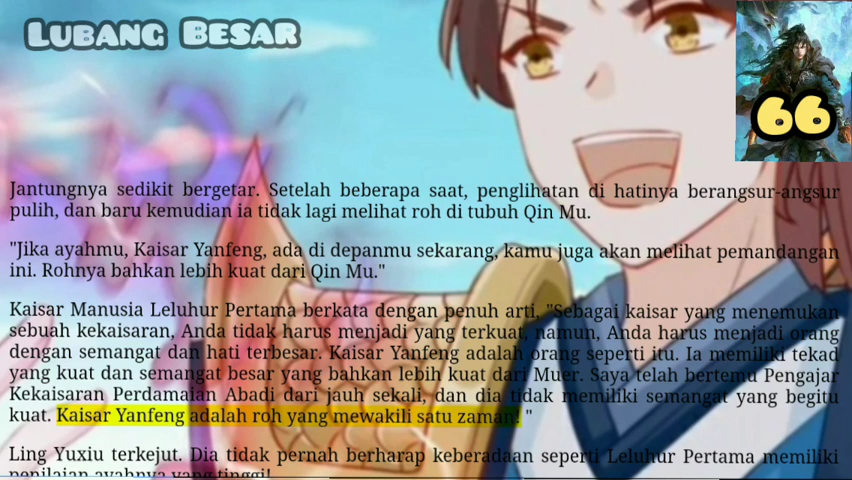 LUBANG BESAR
66
Jantungnya sedikit bergetar. Setelah beberapa saat, penglihatan di hatinya berangsur-angsur
pulih, dan baru kemudian ia tidak lagi melihat roh di tubuh Qin Mu.
"Jika ayahmu, Kaisar Yanfeng, ada di depanmu sekarang, kamu juga akan melihat pemandangan
ini. Rohnya bahkan lebih kuat dari Qin Mu."
Kaisar Manusia Leluhur Pertama berkata dengan penuh arti, "Sebagai kaisar yang menemukan
sebuah kekaisaran, Anda tidak harus menjadi yang terkuat, namun, Anda harus menjadi orang
dengan semangat dan hati terbesar. Kaisar Yanfeng adalah orang seperti itu. Ia memiliki tekad
yang kuat dan semangat besar yang bahkan lebih kuat dari Muer. Saya telah bertemu Pengajar
Kekaisaran Perdamaian Abadi dari jauh sekali, dan dia tidak memiliki semangat yang begitu
kuat. Kaisar Yanfeng adalah roh yang mewakili satu zaman! "
Ling Yuxiu terkejut. Dia tidak pernah berharap keberadaan seperti Leluhur Pertama memiliki
penilaian ayahnya yang tinggi!